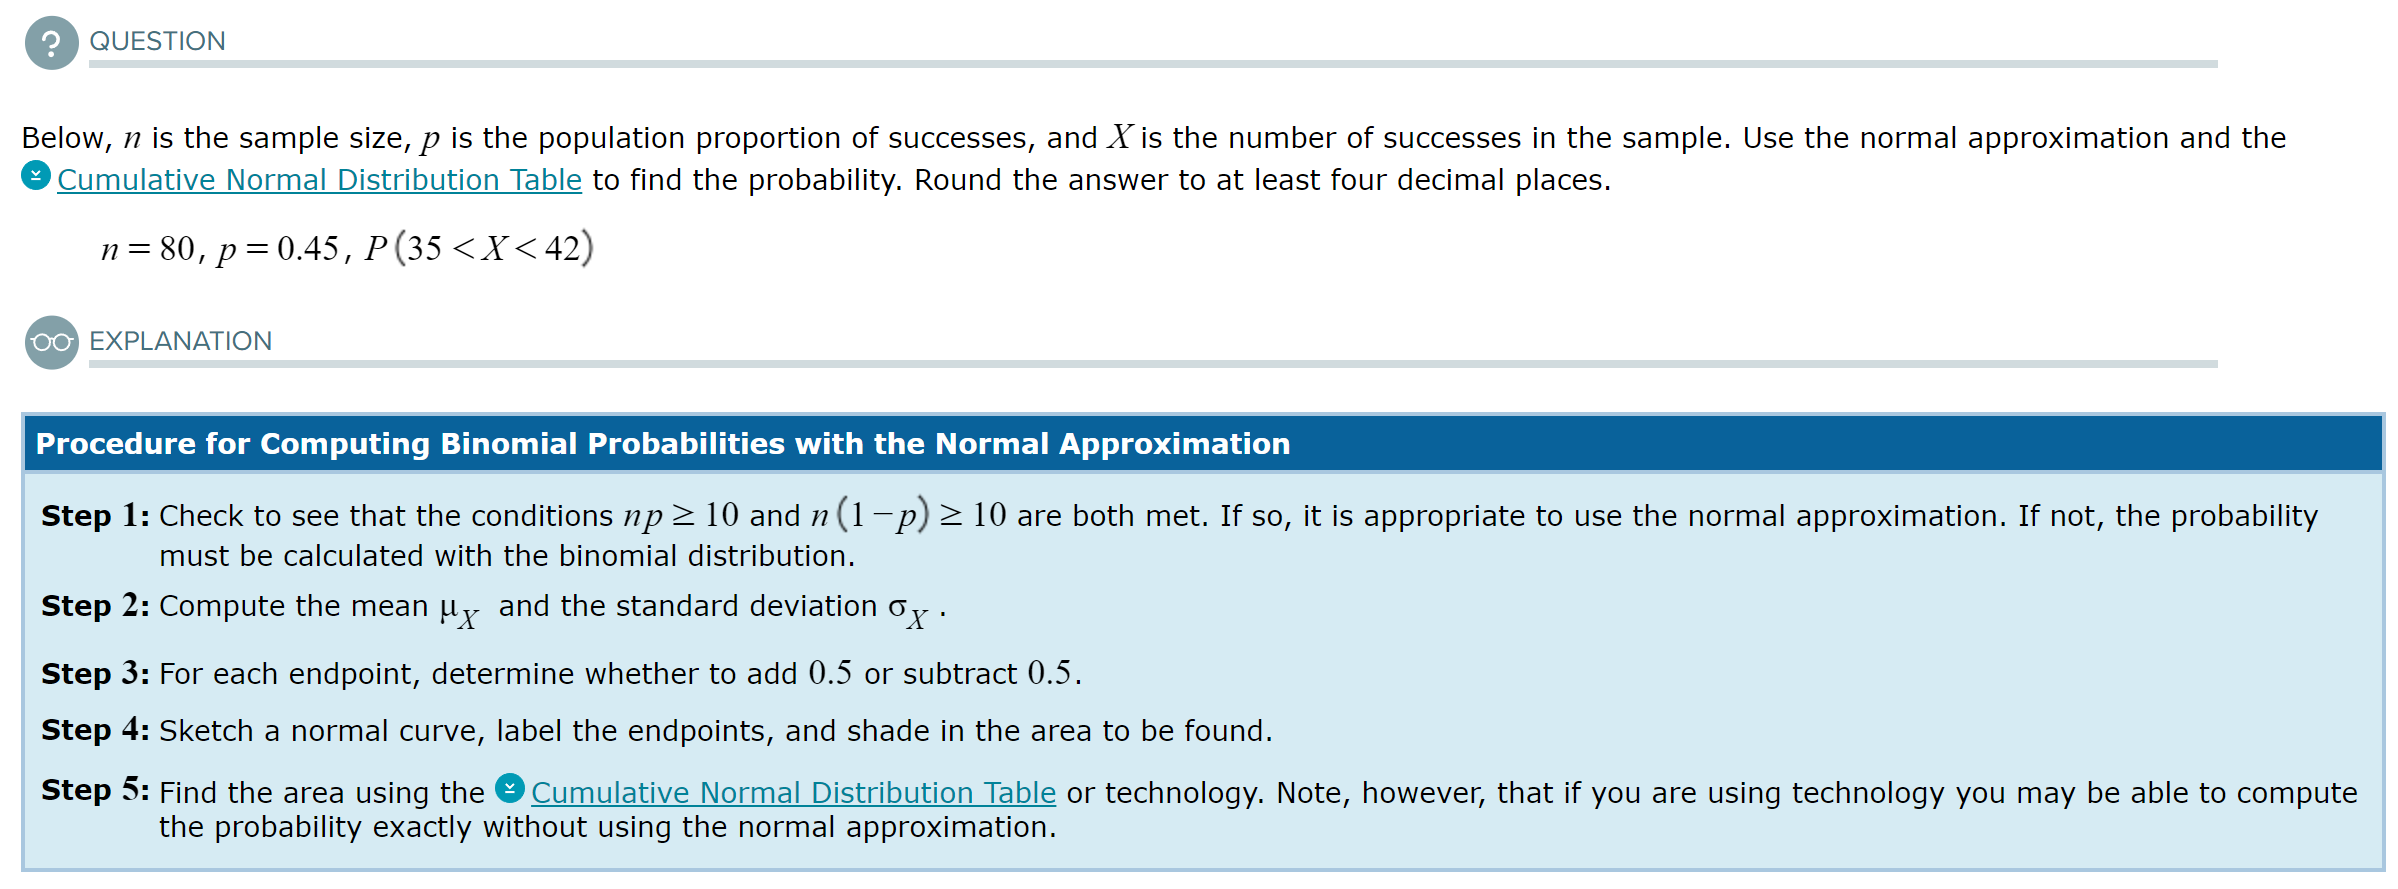 QUESTION
Below, n is the sample size, p is the population proportion of successes, and X is the number of successes in the sample. Use the normal approximation and the
Cumulative Normal Distribution Table to find the probability. Round the answer to at least four decimal places.
n = 80, p = 0.45, P(35 < X < 42)
EXPLANATION
Procedure for Computing Binomial Probabilities with the Normal Approximation
Step 1: Check to see that the conditions np ≥ 10 and n(1−p) ≥ 10 are both met. If so, it is appropriate to use the normal approximation. If not, the probability
must be calculated with the binomial distribution.
Step 2: Compute the mean μ_X and the standard deviation σ_X .
Step 3: For each endpoint, determine whether to add 0.5 or subtract 0.5.
Step 4: Sketch a normal curve, label the endpoints, and shade in the area to be found.
Step 5: Find the area using the Cumulative Normal Distribution Table or technology. Note, however, that if you are using technology you may be able to compute
the probability exactly without using the normal approximation.